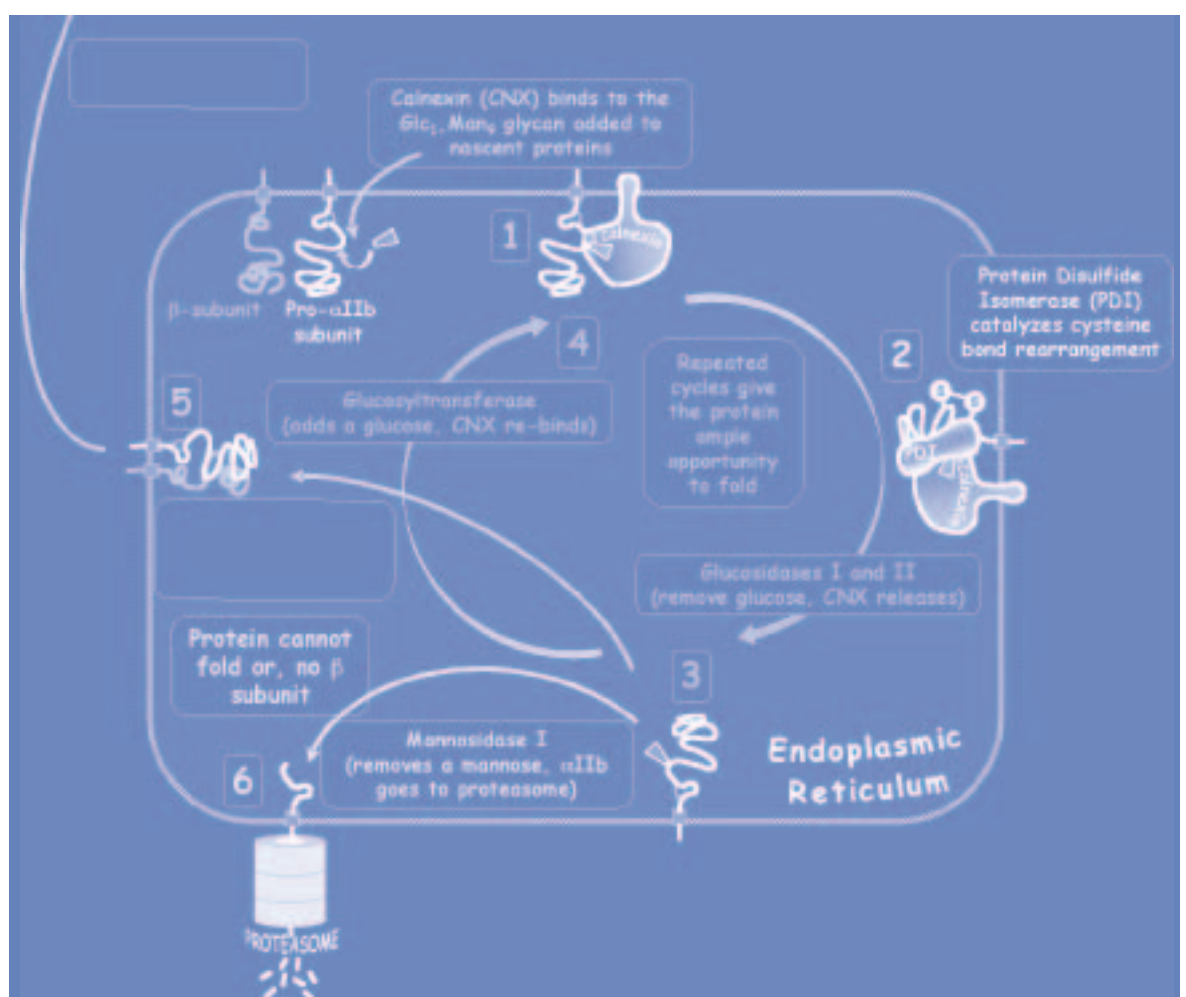 Calnexin (CNX) binds to the
Glc₁, Man₉ glycan added to
nascent proteins
1
Calnexin
β-subunit
Pro-αIIb
subunit
Protein Disulfide
Isomerase (PDI)
catalyzes cysteine
bond rearrangement
2
PDI
Calnexin
4
Repeated
cycles give
the protein
ample
opportunity
to fold
5
Glucosyltransferase
(adds a glucose, CNX re-binds)
Glucosidases I and II
(remove glucose, CNX releases)
Protein cannot
fold or, no β
subunit
3
Mannosidase I
(removes a mannose, αIIb
goes to proteasome)
6
Endoplasmic
Reticulum
PROTEASOME